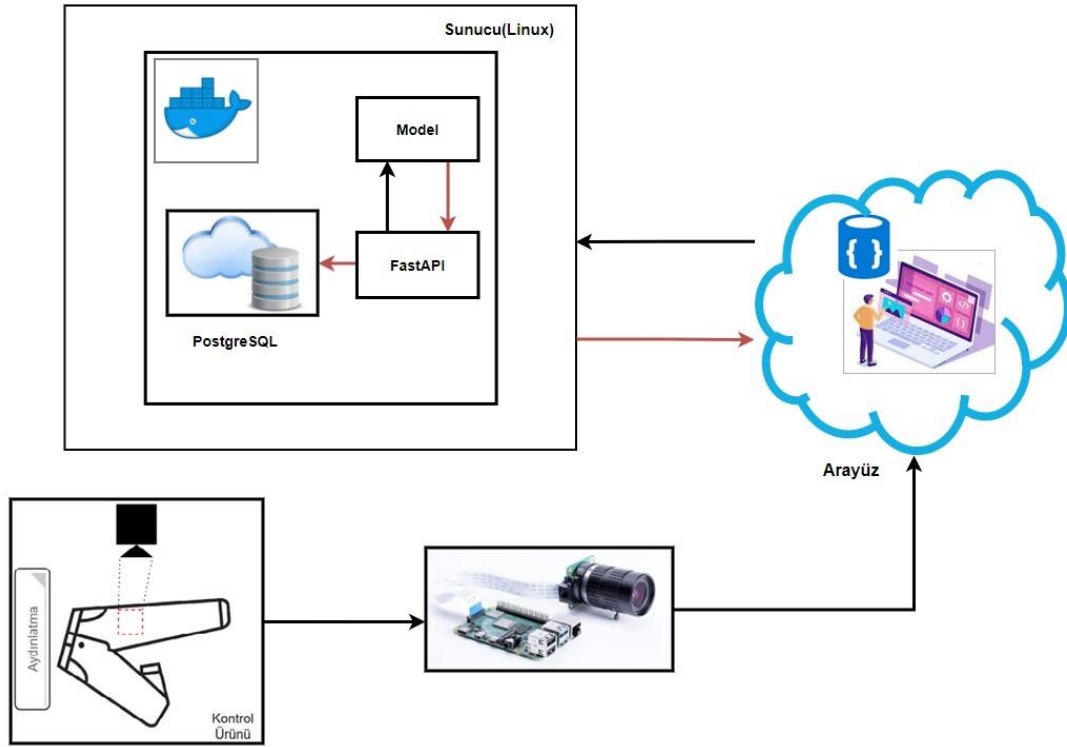 Sunucu(Linux)
Model
FastAPI
PostgreSQL
{ }
Arayüz
Aydınlatma
Kontrol
Ürünü